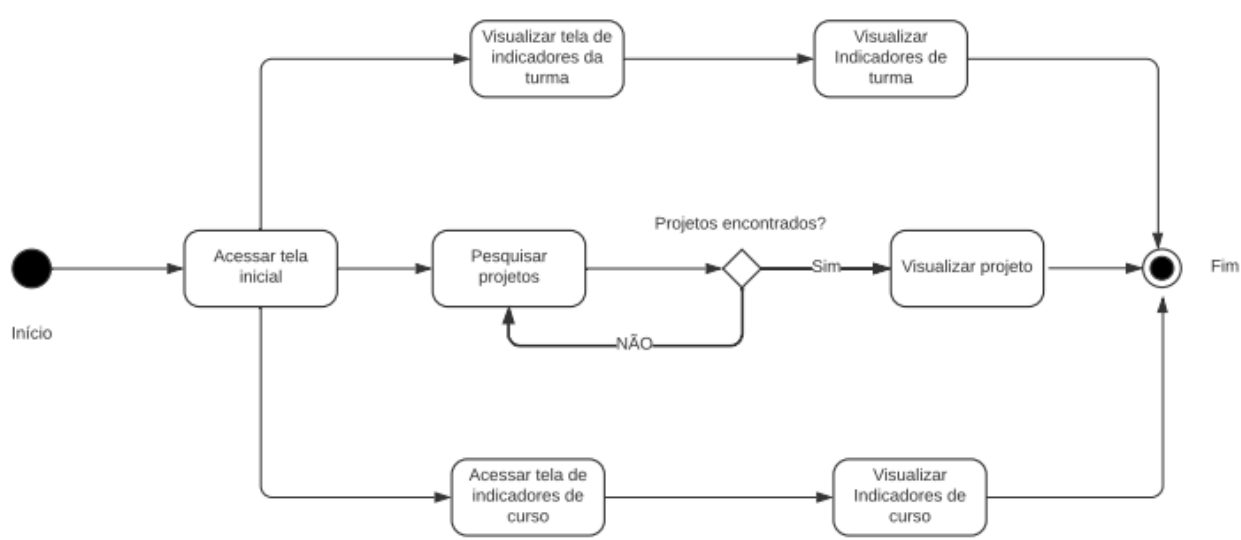 Visualizar tela de
indicadores da
turma
Visualizar
Indicadores de
turma
Projetos encontrados?
Início
Acessar tela
inicial
Pesquisar
projetos
Sim
Visualizar projeto
Fim
NÃO
Acessar tela de
indicadores de
curso
Visualizar
Indicadores de
curso